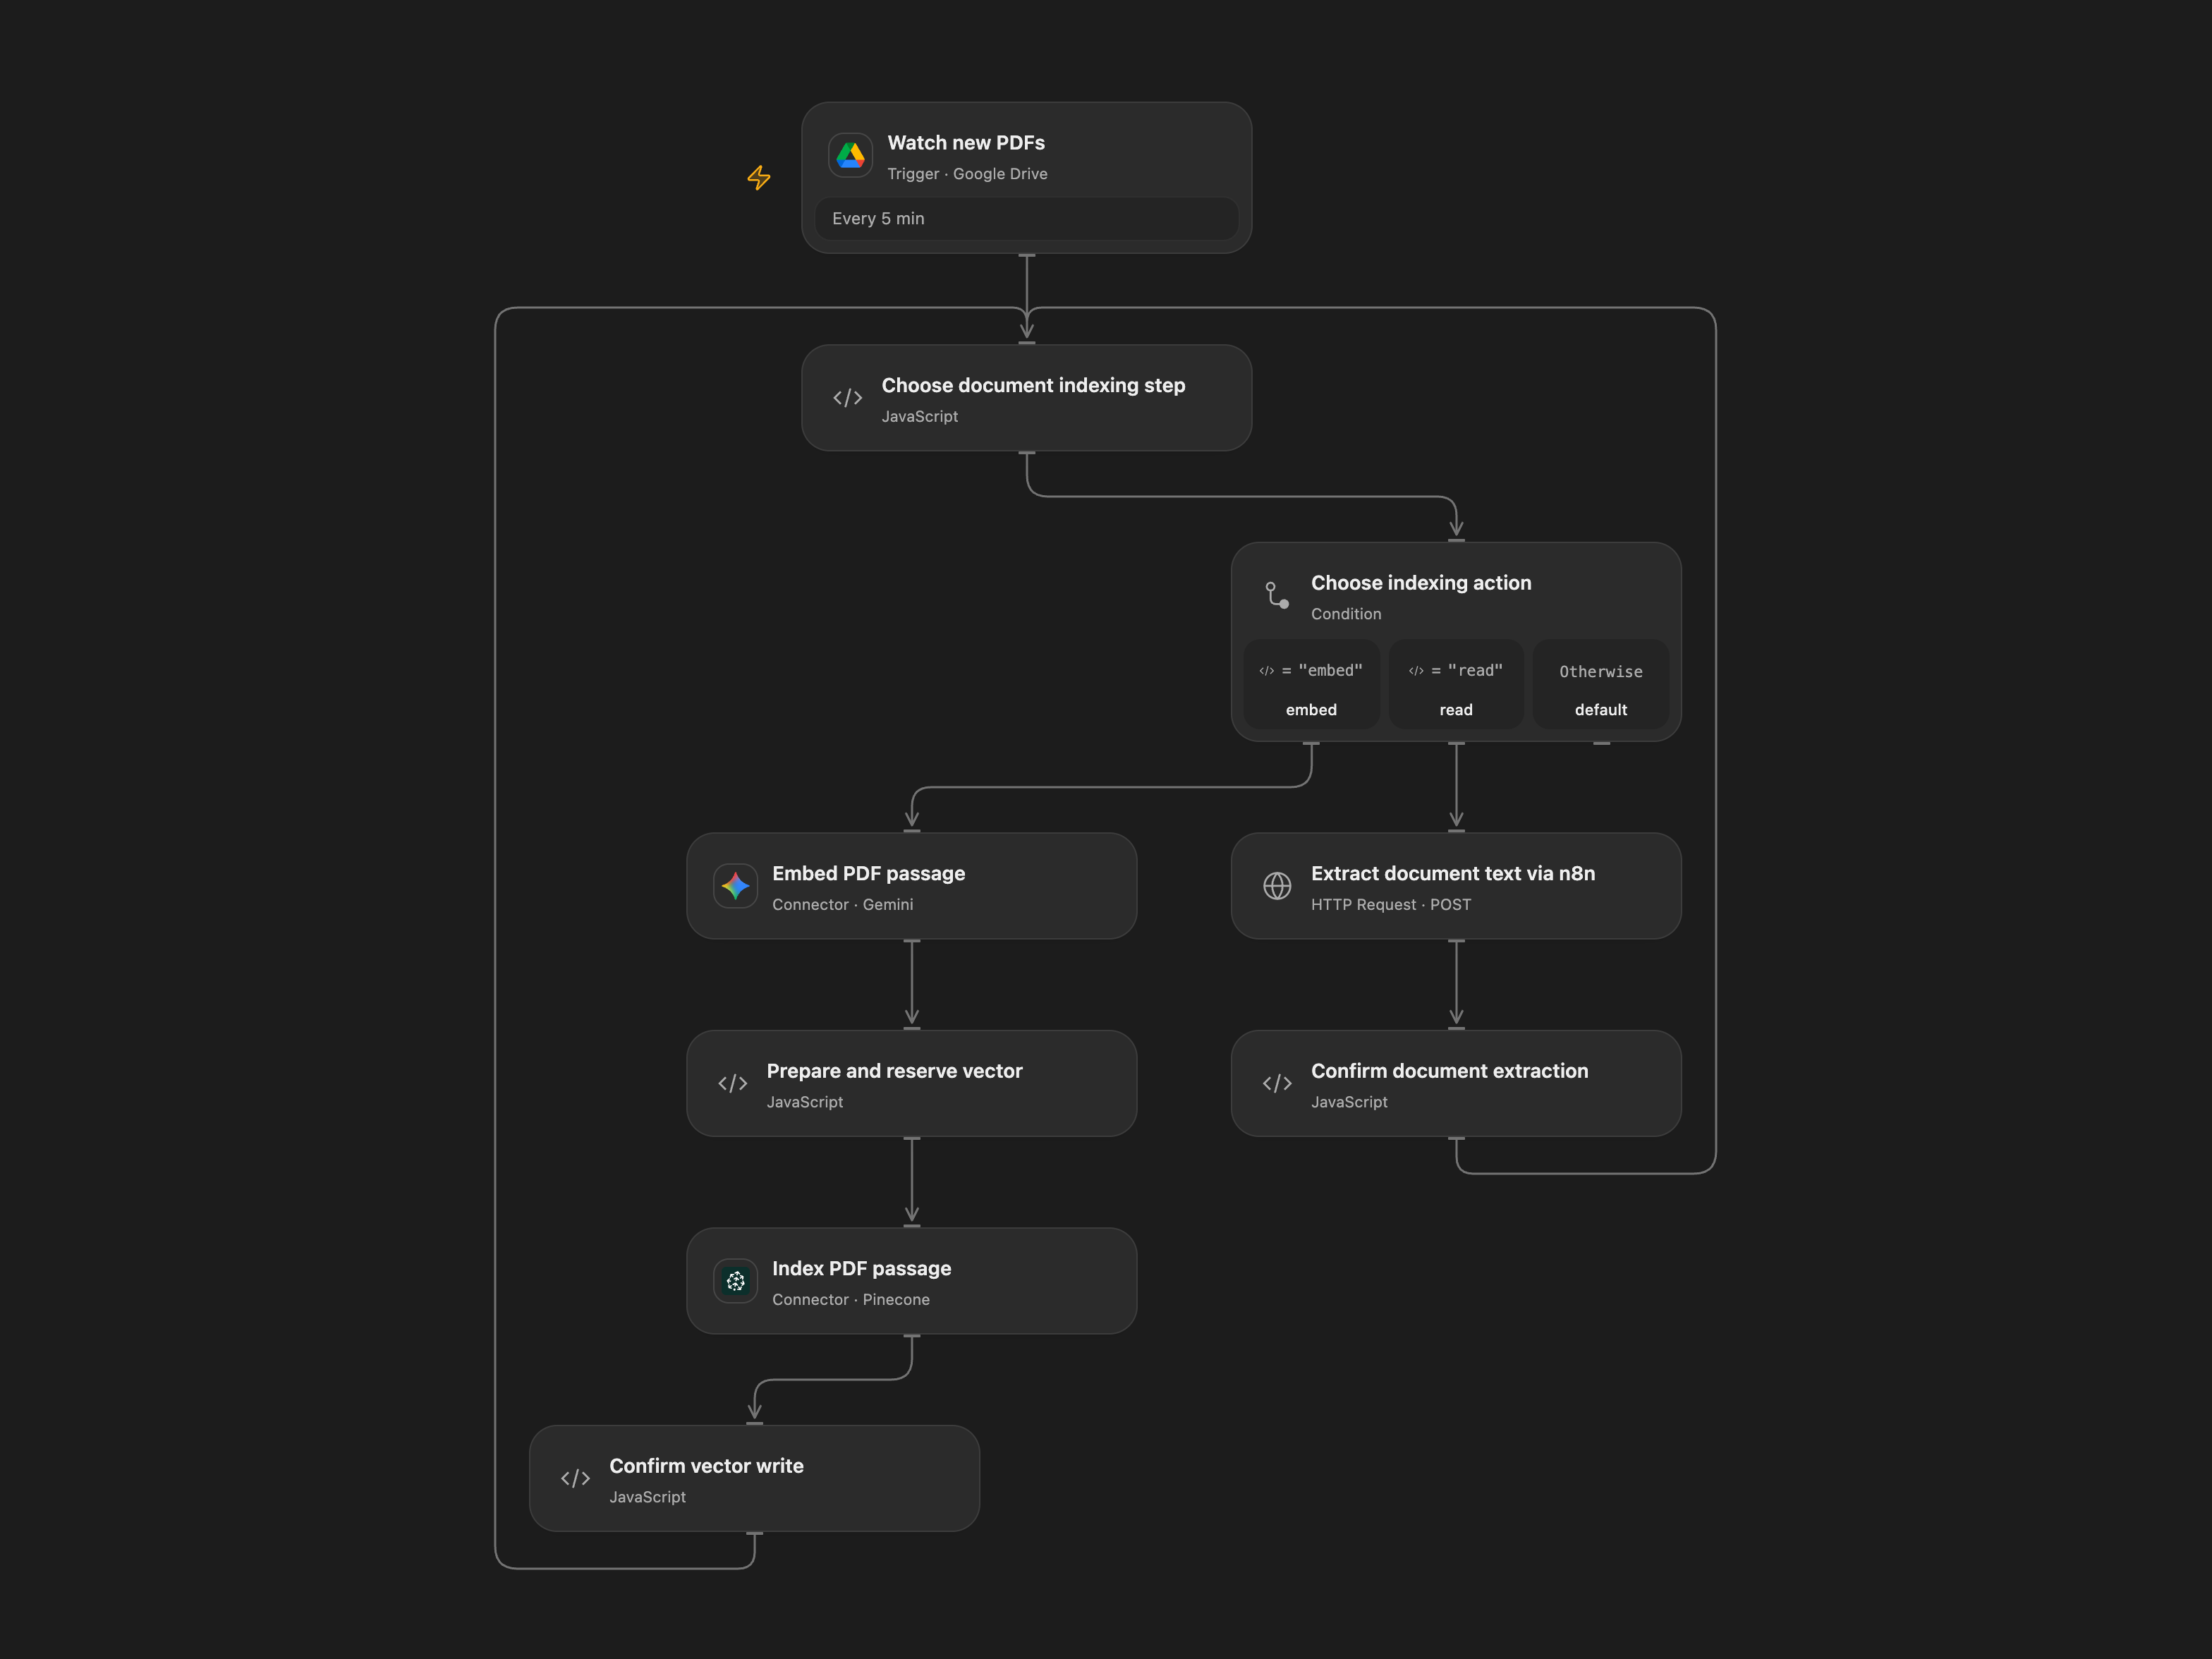 Watch new PDFs
Trigger · Google Drive
Every 5 min
Choose document indexing step
JavaScript
Choose indexing action
Condition
</> = "embed"
embed
</> = "read"
read
Otherwise
default
Embed PDF passage
Connector · Gemini
Extract document text via n8n
HTTP Request · POST
Prepare and reserve vector
JavaScript
Confirm document extraction
JavaScript
Index PDF passage
Connector · Pinecone
Confirm vector write
JavaScript